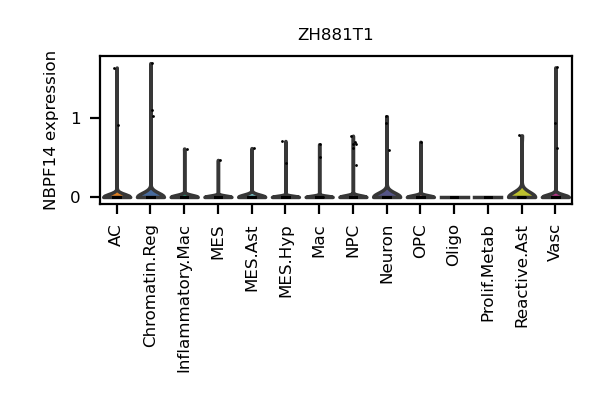 ZH881T1
NBPF14 expression
1
0
AC
Chromatin.Reg
Inflammatory.Mac
MES
MES.Ast
MES.Hyp
Mac
NPC
Neuron
OPC
Oligo
Prolif.Metab
Reactive.Ast
Vasc